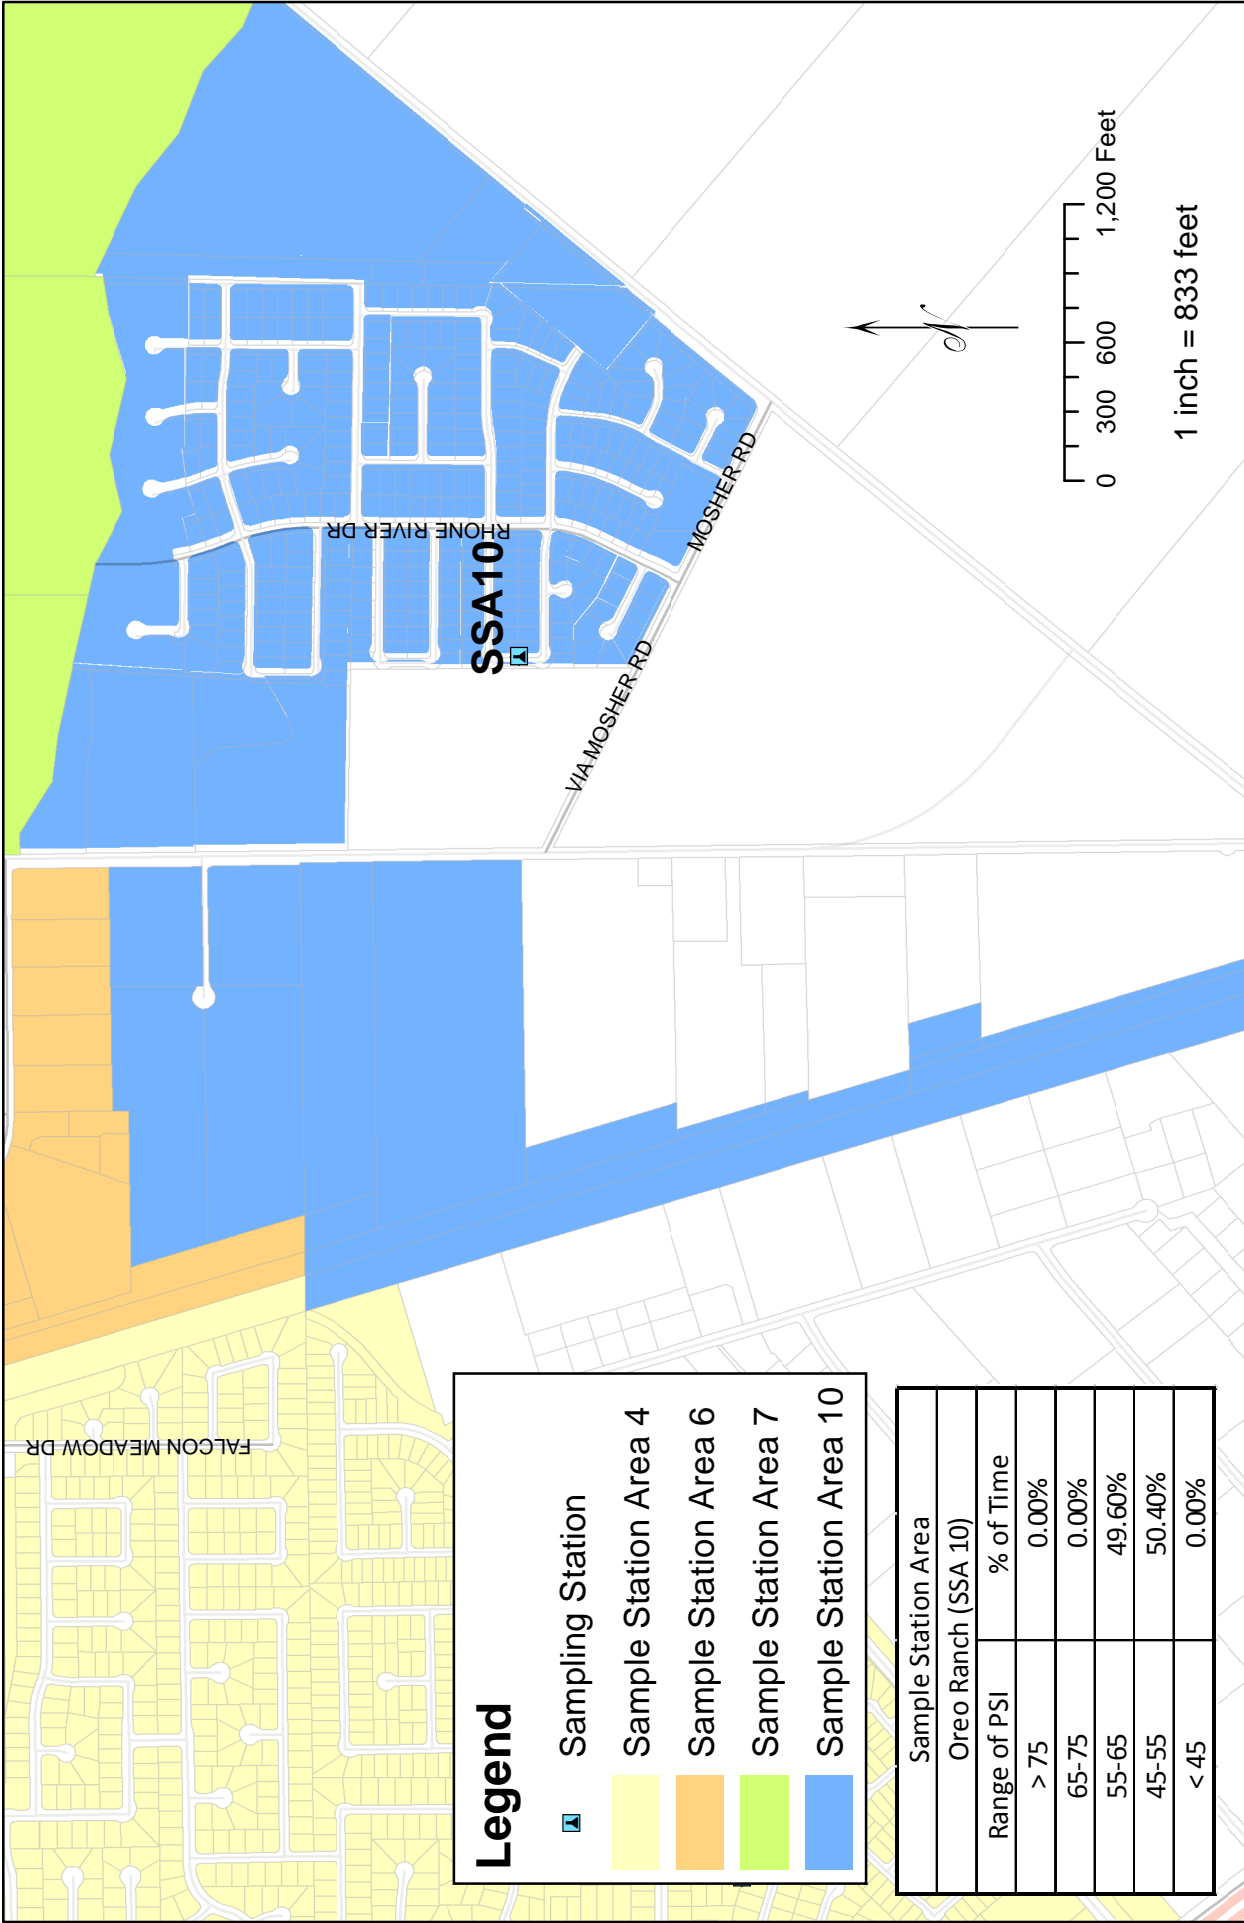 FALCON MEADOW DR
RHONE RIVER DR
SSA10
VIA MOSHER RD
MOSHER RD
Legend
Sampling Station
Sample Station Area 4
Sample Station Area 6
Sample Station Area 7
Sample Station Area 10
Sample Station Area
Oreo Ranch (SSA 10)
Range of PSI % of Time
> 75 0.00%
65-75 0.00%
55-65 49.60%
45-55 50.40%
< 45 0.00%
N
0 300 600 1,200 Feet
1 inch = 833 feet